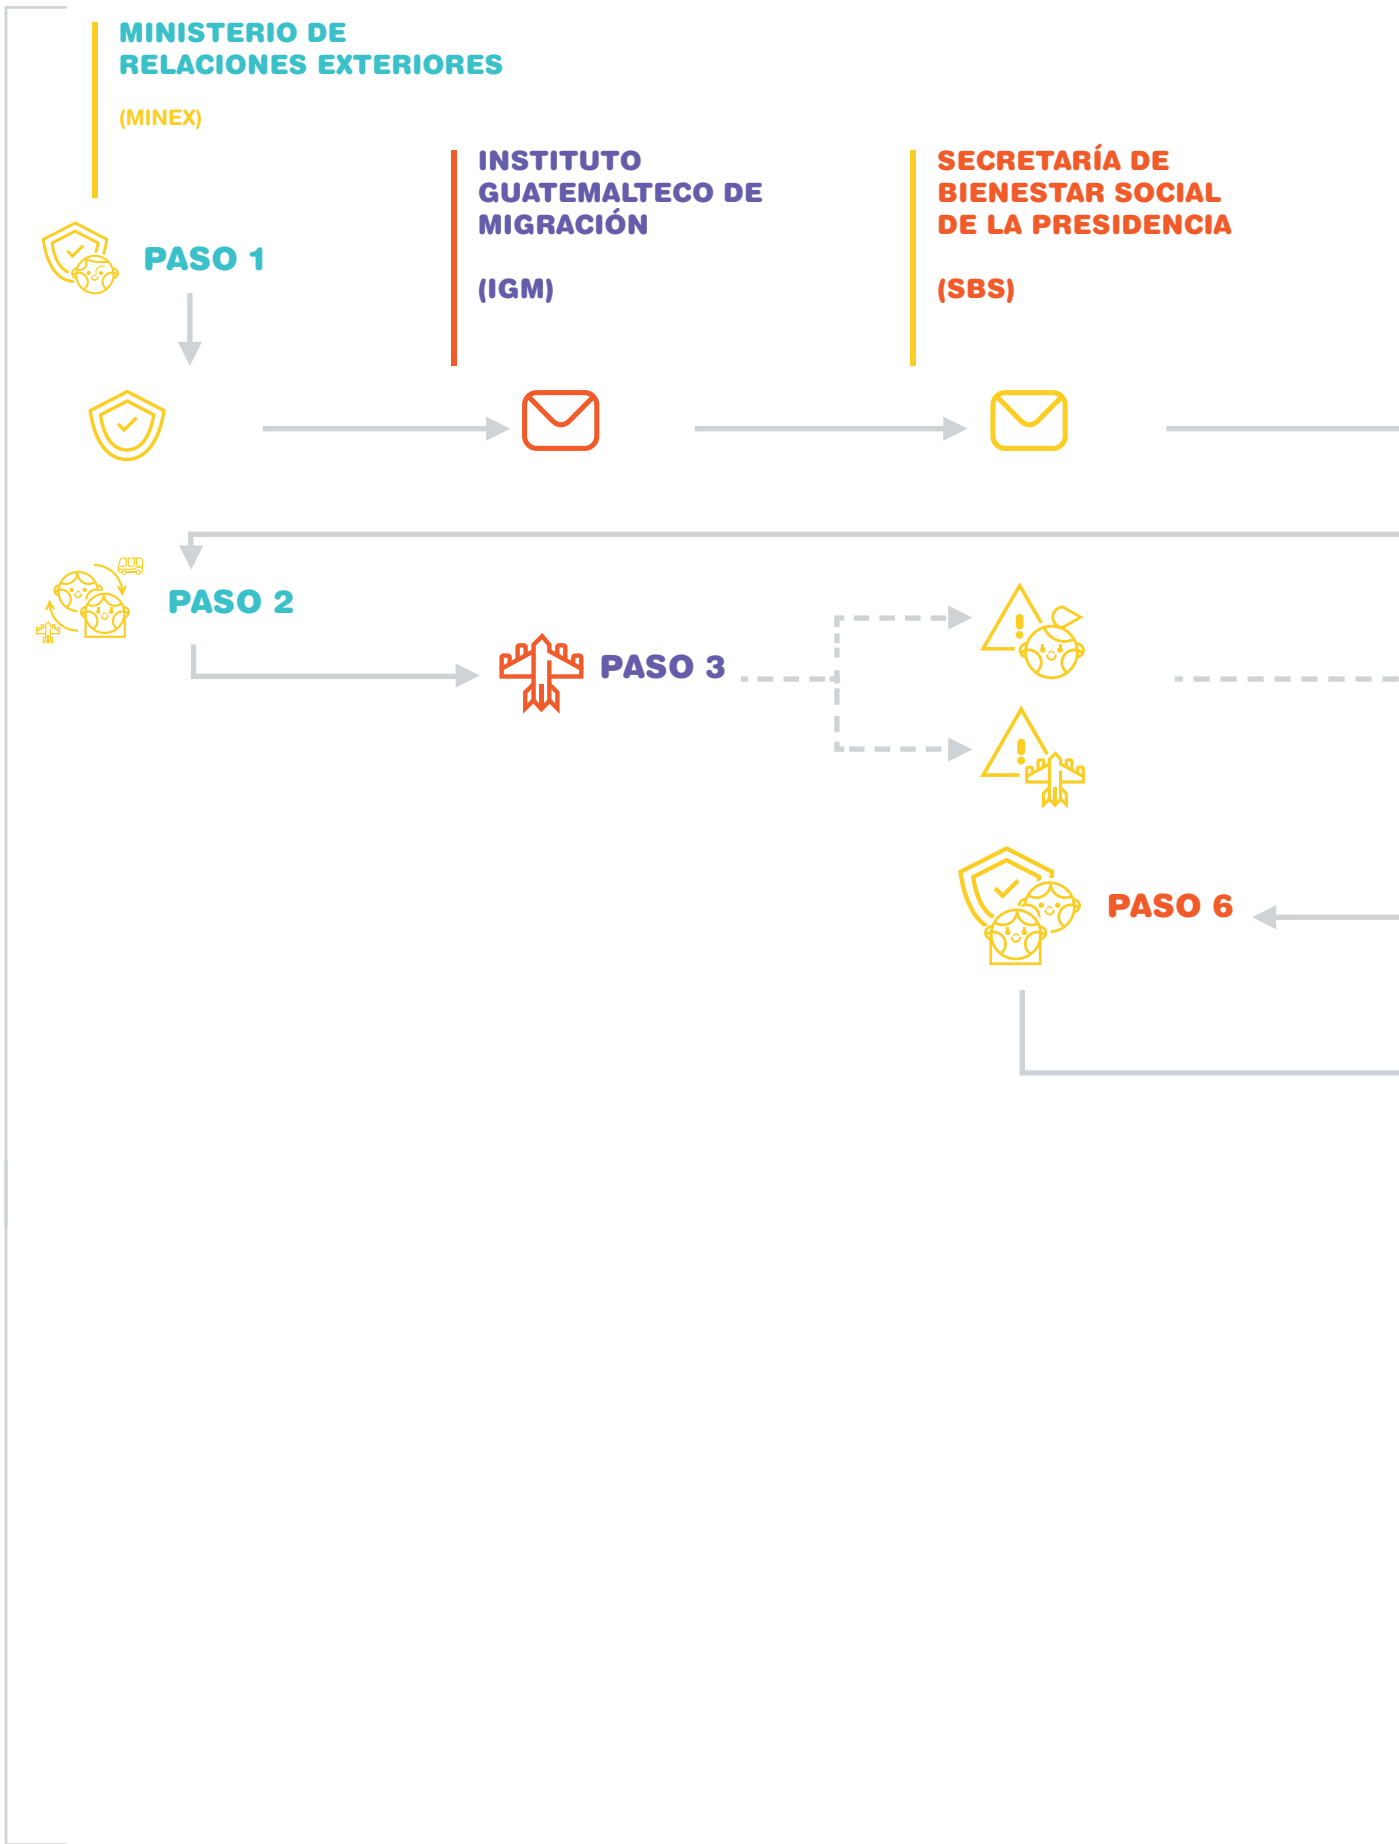 MINISTERIO DE
RELACIONES EXTERIORES
(MINEX)
INSTITUTO
GUATEMALTECO DE
MIGRACIÓN
(IGM)
SECRETARÍA DE
BIENESTAR SOCIAL
DE LA PRESIDENCIA
(SBS)
PASO 1
PASO 2
PASO 3
PASO 6